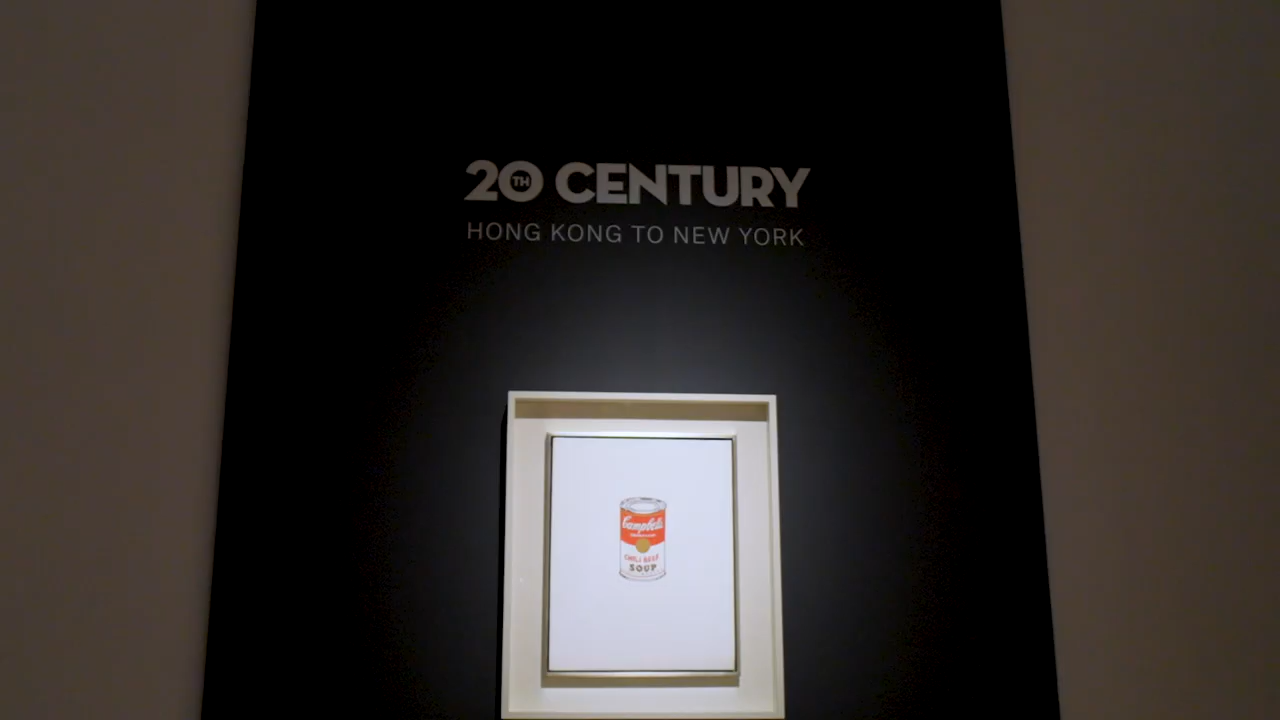 20TH CENTURY
HONG KONG TO NEW YORK
Campbell's
CHILI BEEF
SOUP